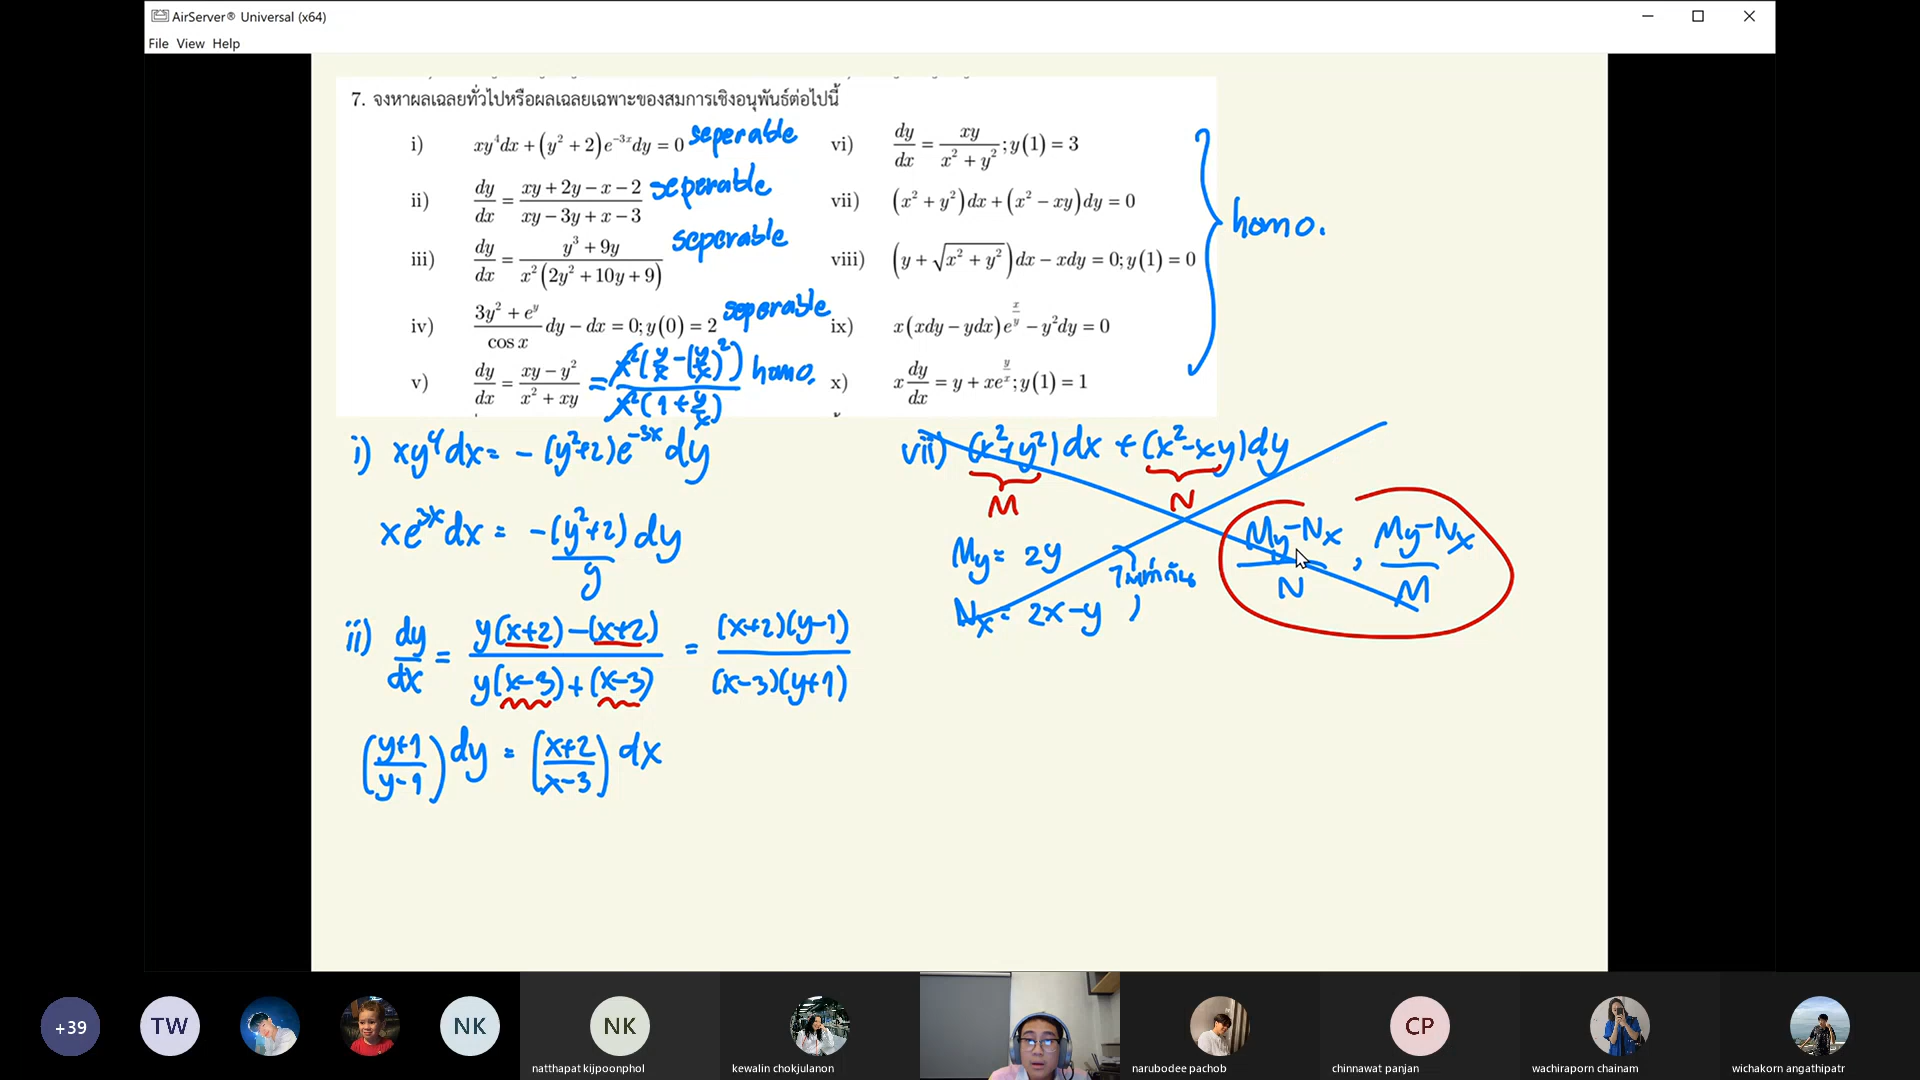 AirServer® Universal (x64)
File View Help
7. จงหาผลเฉลยทั่วไปหรือผลเฉลยเฉพาะของสมการเชิงอนุพันธ์ต่อไปนี้
i) xy⁴dx + (y² + 2)e⁻³ˣdy = 0 seperable
ii) dy/dx = (xy + 2y − x − 2)/(xy − 3y + x − 3) seperable
iii) dy/dx = (y³ + 9y)/(x²(2y² + 10y + 9)) seperable
iv) (3y² + e^y)/(cos x) dy − dx = 0; y(0) = 2 seperable
v) dy/dx = (xy − y²)/(x² + xy) = x²(y/x − (y/x)²)/x²(1 + y/x) homo.
vi) dy/dx = xy/(x² + y²); y(1) = 3
vii) (x² + y²)dx + (x² − xy)dy = 0
viii) (y + √(x² + y²))dx − xdy = 0; y(1) = 0
ix) x(xdy − ydx)e^(x/y) − y²dy = 0
x) x dy/dx = y + xe^(y/x); y(1) = 1
homo.
i) xy⁴dx = −(y²+2)e⁻³ˣdy
xe³ˣdx = −(y²+2)/y dy
ii) dy/dx = (y(x+2) − (x+2))/(y(x−3) + (x−3)) = (x+2)(y−1)/(x−3)(y+1)
((y+1)/(y−1)) dy = ((x+2)/(x−3)) dx
vii) (x²+y²)dx + (x²−xy)dy
M N
My = 2y
Nx = 2x−y ) ไม่เท่ากัน
(My−Nx)/N , (My−Nx)/M
+39
TW
NK
NK
natthapat kijpoonphol
kewalin chokjulanon
narubodee pachob
CP
chinnawat panjan
wachiraporn chainam
wichakorn angathipatr